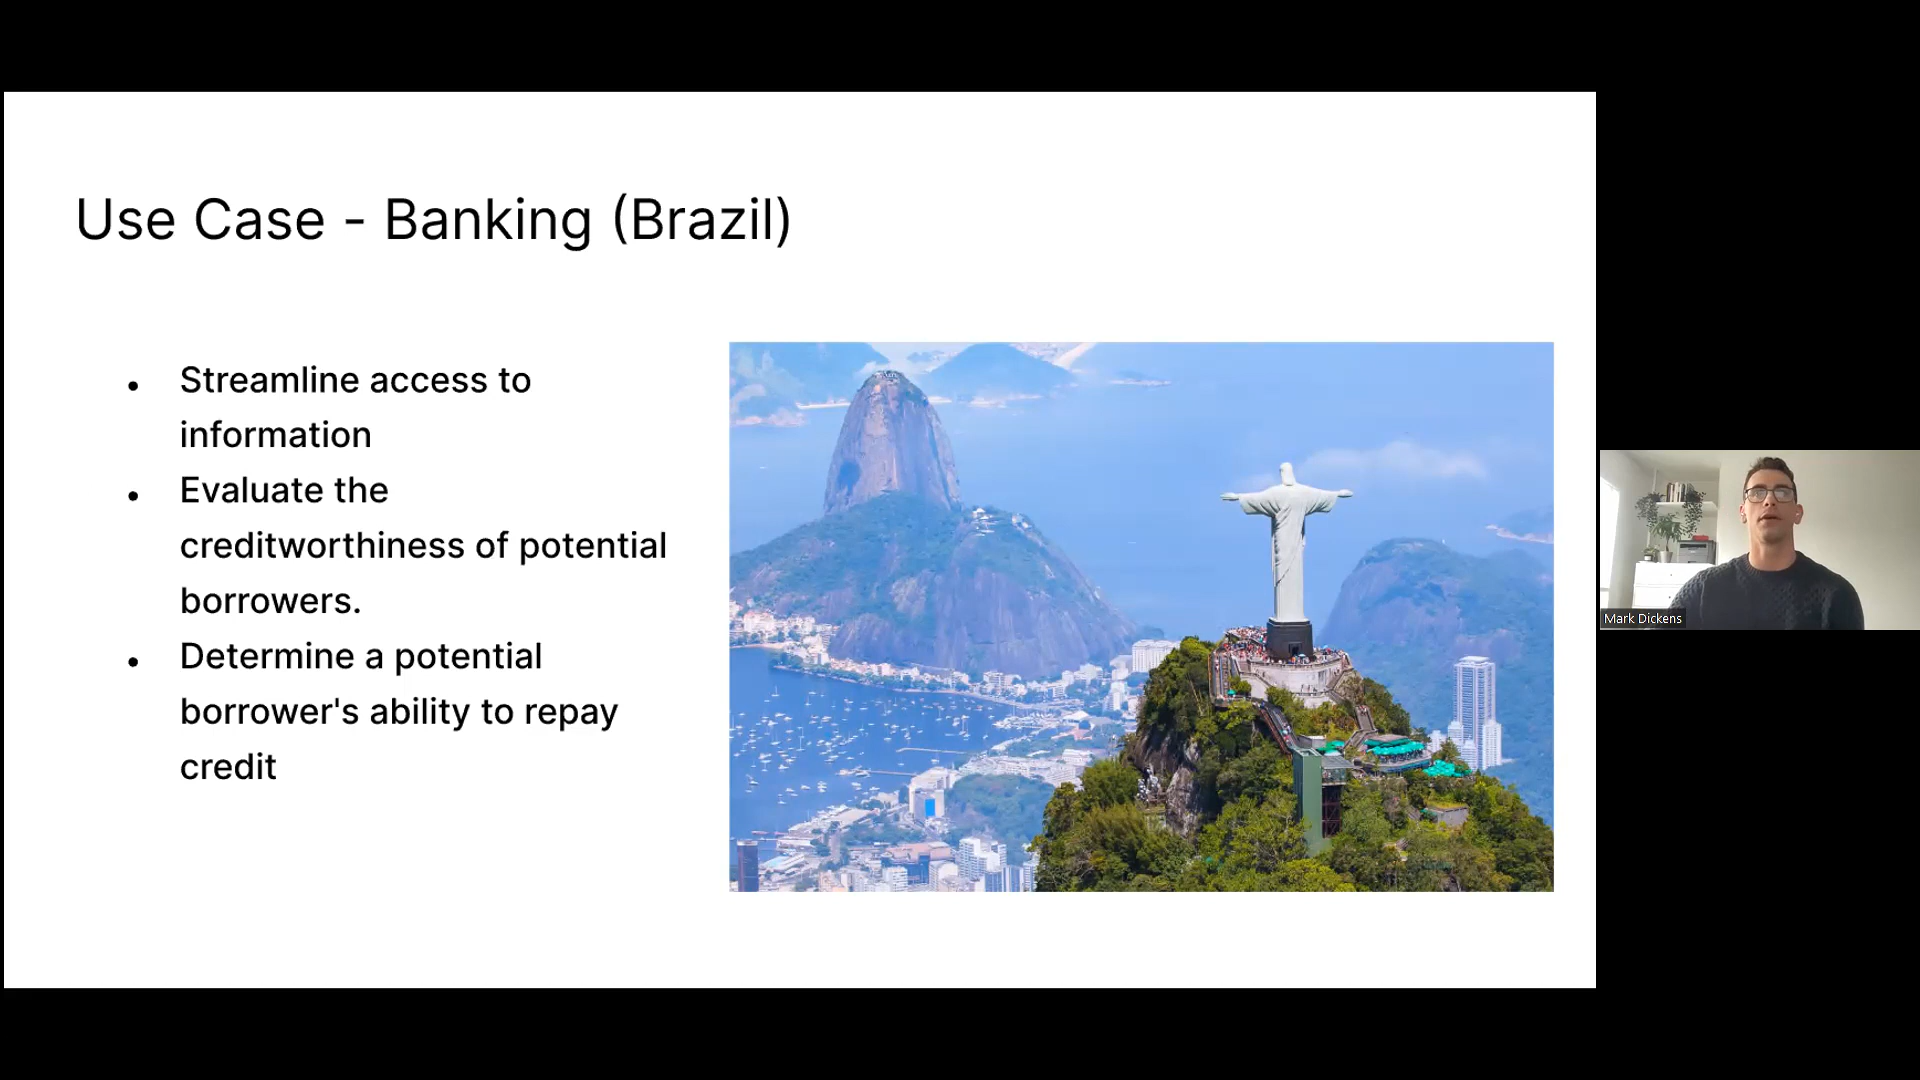 Use Case - Banking (Brazil)
• Streamline access to
information
• Evaluate the
creditworthiness of potential
borrowers.
• Determine a potential
borrower's ability to repay
credit
Mark Dickens